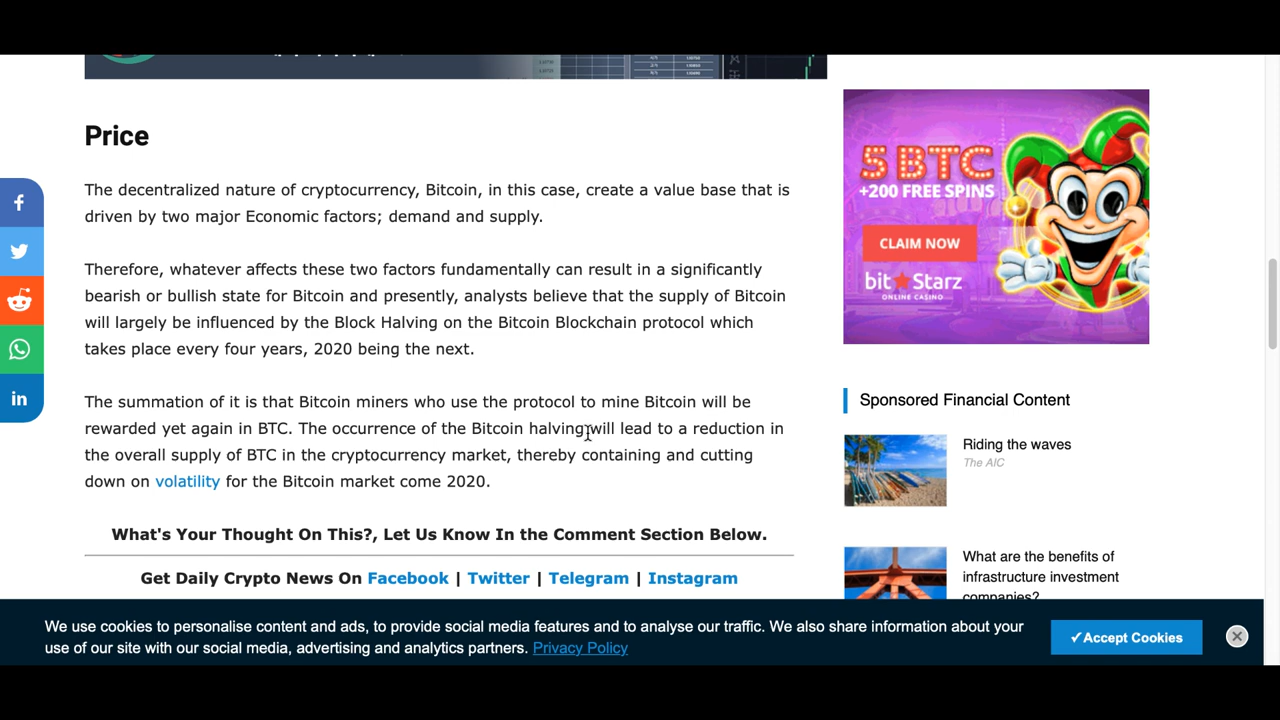 Price
The decentralized nature of cryptocurrency, Bitcoin, in this case, create a value base that is
driven by two major Economic factors; demand and supply.
Therefore, whatever affects these two factors fundamentally can result in a significantly
bearish or bullish state for Bitcoin and presently, analysts believe that the supply of Bitcoin
will largely be influenced by the Block Halving on the Bitcoin Blockchain protocol which
takes place every four years, 2020 being the next.
The summation of it is that Bitcoin miners who use the protocol to mine Bitcoin will be
rewarded yet again in BTC. The occurrence of the Bitcoin halving will lead to a reduction in
the overall supply of BTC in the cryptocurrency market, thereby containing and cutting
down on volatility for the Bitcoin market come 2020.
What's Your Thought On This?, Let Us Know In the Comment Section Below.
Get Daily Crypto News On Facebook | Twitter | Telegram | Instagram
5 BTC
+200 FREE SPINS
CLAIM NOW
bitStarz
ONLINE CASINO
Sponsored Financial Content
Riding the waves
The AIC
What are the benefits of
infrastructure investment
companies?
We use cookies to personalise content and ads, to provide social media features and to analyse our traffic. We also share information about your
use of our site with our social media, advertising and analytics partners. Privacy Policy
✓Accept Cookies